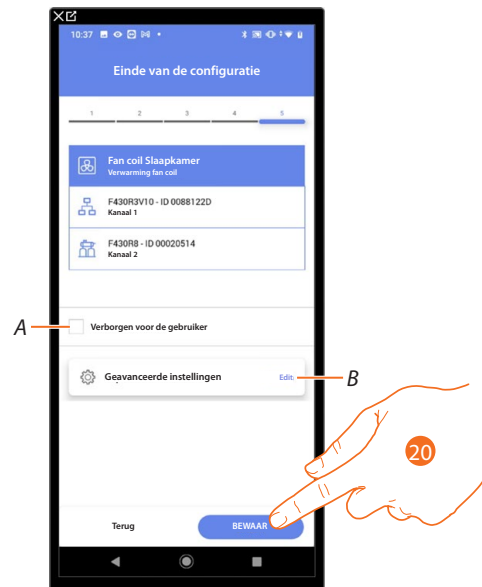 10:37
Einde van de configuratie
1 2 3 4 5
Fan coil Slaapkamer
Verwarming fan coil
F430R3V10 - ID 0088122D
Kanaal 1
F430R8 - ID 00020514
Kanaal 2
A
Verborgen voor de gebruiker
Geavanceerde instellingen
Edit.
B
20
Terug
BEWAAR